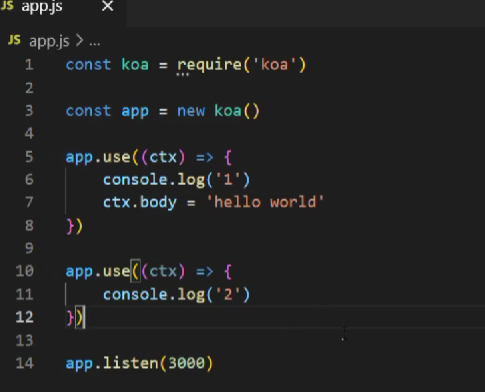 JS app.js ×
JS app.js > ...
1 const koa = require('koa')
2
3 const app = new koa()
4
5 app.use((ctx) => {
6 console.log('1')
7 ctx.body = 'hello world'
8 })
9
10 app.use((ctx) => {
11 console.log('2')
12 })
13
14 app.listen(3000)